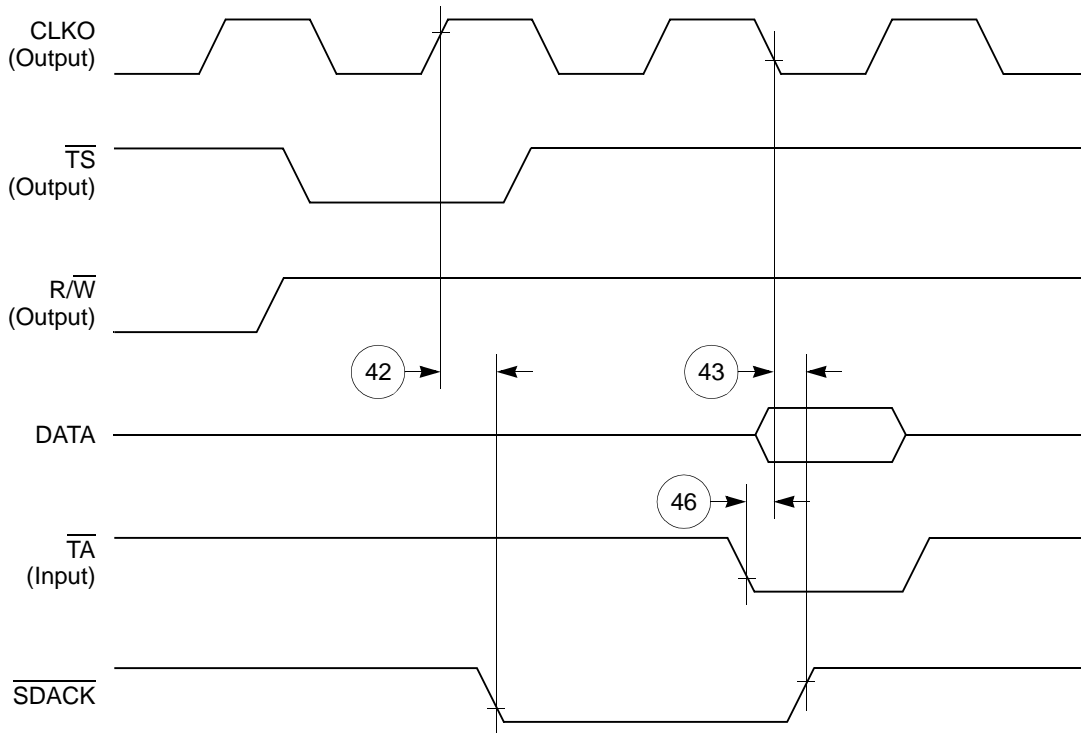 CLKO
(Output)
TS
(Output)
R/W
(Output)
42
43
DATA
46
TA
(Input)
SDACK